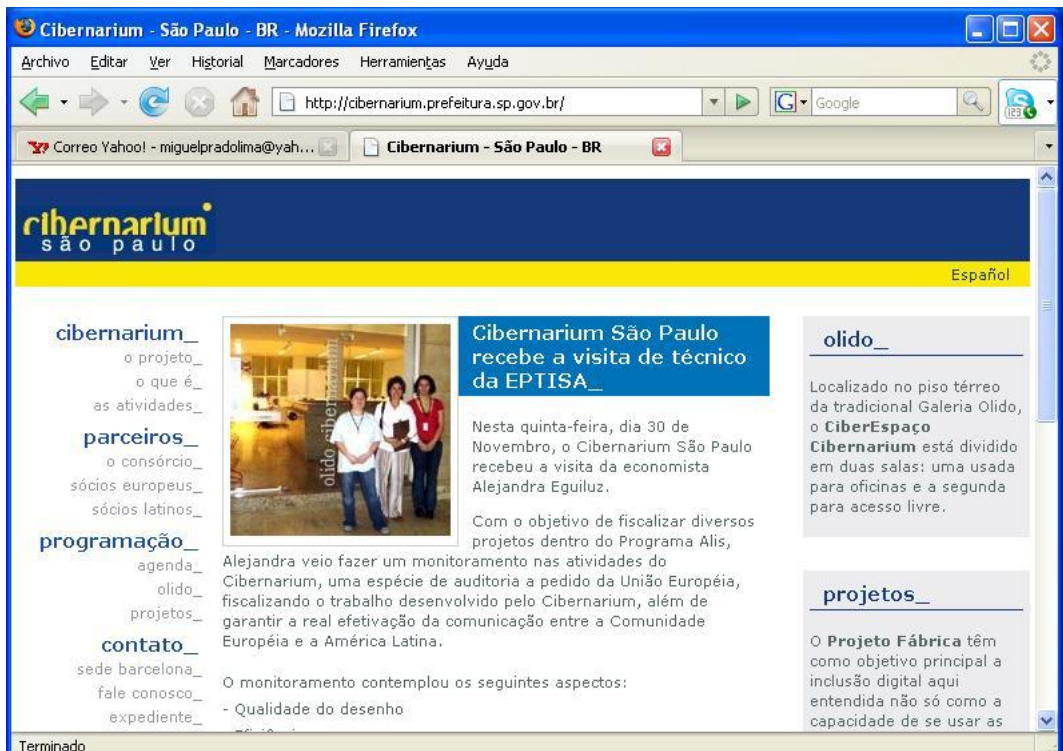 Cibernarium - São Paulo - BR - Mozilla Firefox
Archivo Editar Ver Historial Marcadores Herramientas Ayuda
http://cibernarium.prefeitura.sp.gov.br/
Google
Correo Yahoo! - miguelpradolima@yah...
Cibernarium - São Paulo - BR
cibernarium
são paulo
Español
cibernarium_
o projeto_
o que é_
as atividades_
parceiros_
o consórcio_
sócios europeus_
sócios latinos_
programação_
agenda_
olido_
projetos_
contato_
sede barcelona_
fale conosco_
expediente_
olido cibernarium
Cibernarium São Paulo
recebe a visita de técnico
da EPTISA_
Nesta quinta-feira, dia 30 de
Novembro, o Cibernarium São Paulo
recebeu a visita da economista
Alejandra Eguiluz.
Com o objetivo de fiscalizar diversos
projetos dentro do Programa Alis,
Alejandra veio fazer um monitoramento nas atividades do
Cibernarium, uma espécie de auditoria a pedido da União Européia,
fiscalizando o trabalho desenvolvido pelo Cibernarium, além de
garantir a real efetivação da comunicação entre a Comunidade
Européia e a América Latina.
O monitoramento contemplou os seguintes aspectos:
- Qualidade do desenho
olido_
Localizado no piso térreo
da tradicional Galeria Olido,
o CiberEspaço
Cibernarium está dividido
em duas salas: uma usada
para oficinas e a segunda
para acesso livre.
projetos_
O Projeto Fábrica têm
como objetivo principal a
inclusão digital aqui
entendida não só como a
capacidade de se usar as
Terminado